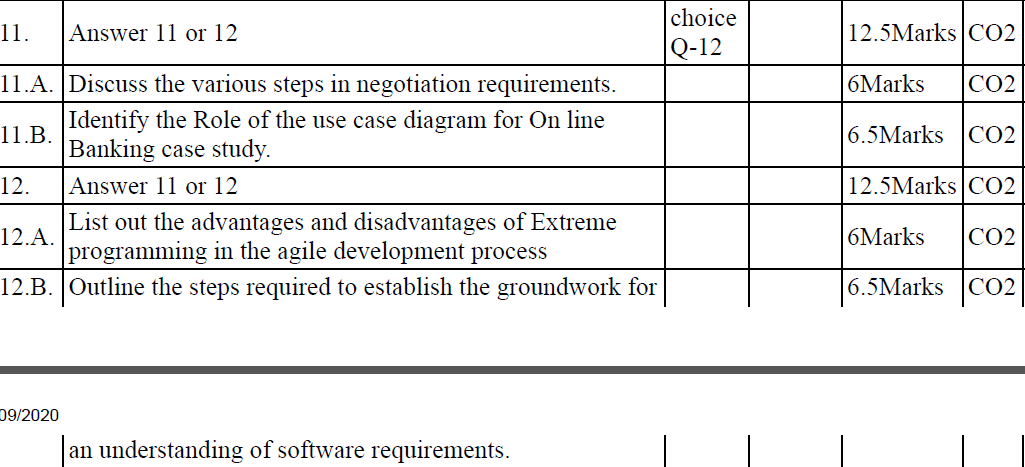 choice
11. Answer 11 or 12 12.5Marks CO2
Q-12
11.A. Discuss the various steps in negotiation requirements. 6Marks CO2
Identify the Role of the use case diagram for On line
11.B. 6.5Marks CO2
Banking case study.
12. Answer 11 or 12 12.5Marks CO2
List out the advantages and disadvantages of Extreme
12.A. 6Marks CO2
programming in the agile development process
12.B. Outline the steps required to establish the groundwork for 6.5Marks CO2
09/2020
an understanding of software requirements.